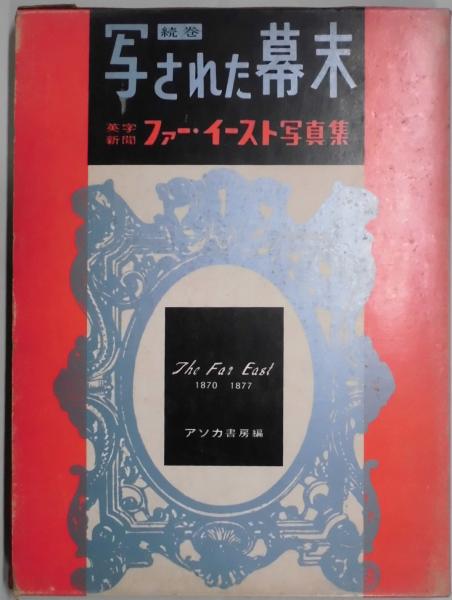 続巻
写された幕末
英字
新聞
ファー・イースト写真集
The Far East
1870 1877
アソカ書房編